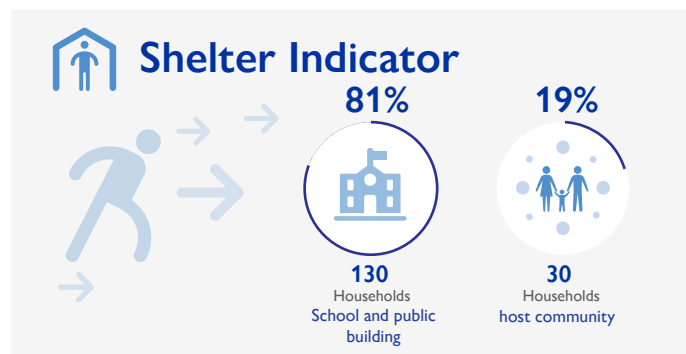 Shelter Indicator
81%
130
Households
School and public
building
19%
30
Households
host community